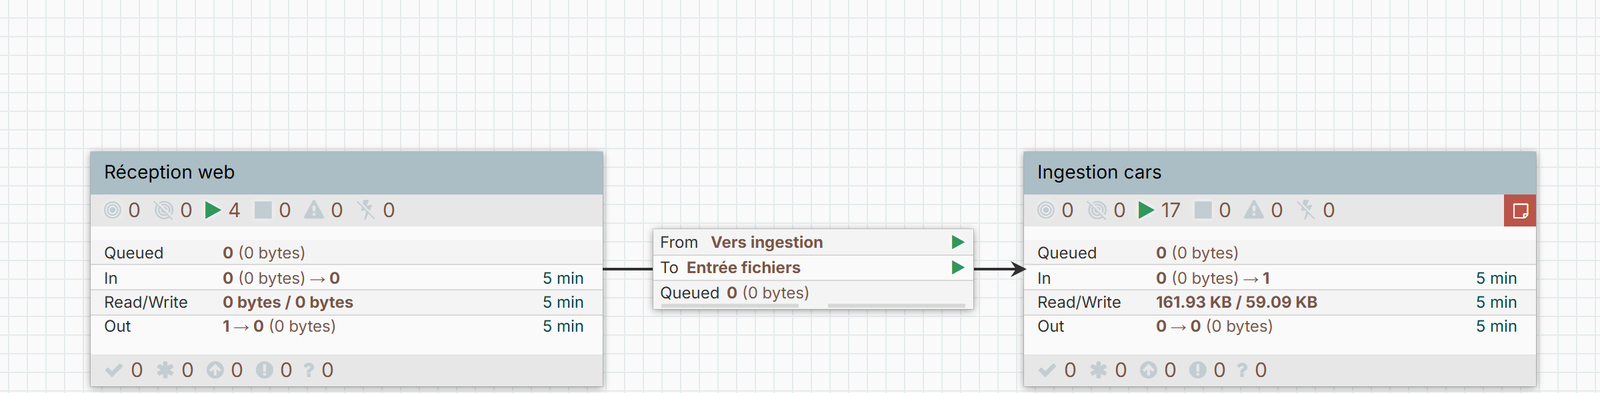 Réception web
0 0 4 0 0 0
Queued 0 (0 bytes)
In 0 (0 bytes) → 0 5 min
Read/Write 0 bytes / 0 bytes 5 min
Out 1 → 0 (0 bytes) 5 min
0 0 0 0 ? 0
From Vers ingestion
To Entrée fichiers
Queued 0 (0 bytes)
Ingestion cars
0 0 17 0 0 0
Queued 0 (0 bytes)
In 0 (0 bytes) → 1 5 min
Read/Write 161.93 KB / 59.09 KB 5 min
Out 0 → 0 (0 bytes) 5 min
0 0 0 0 ? 0